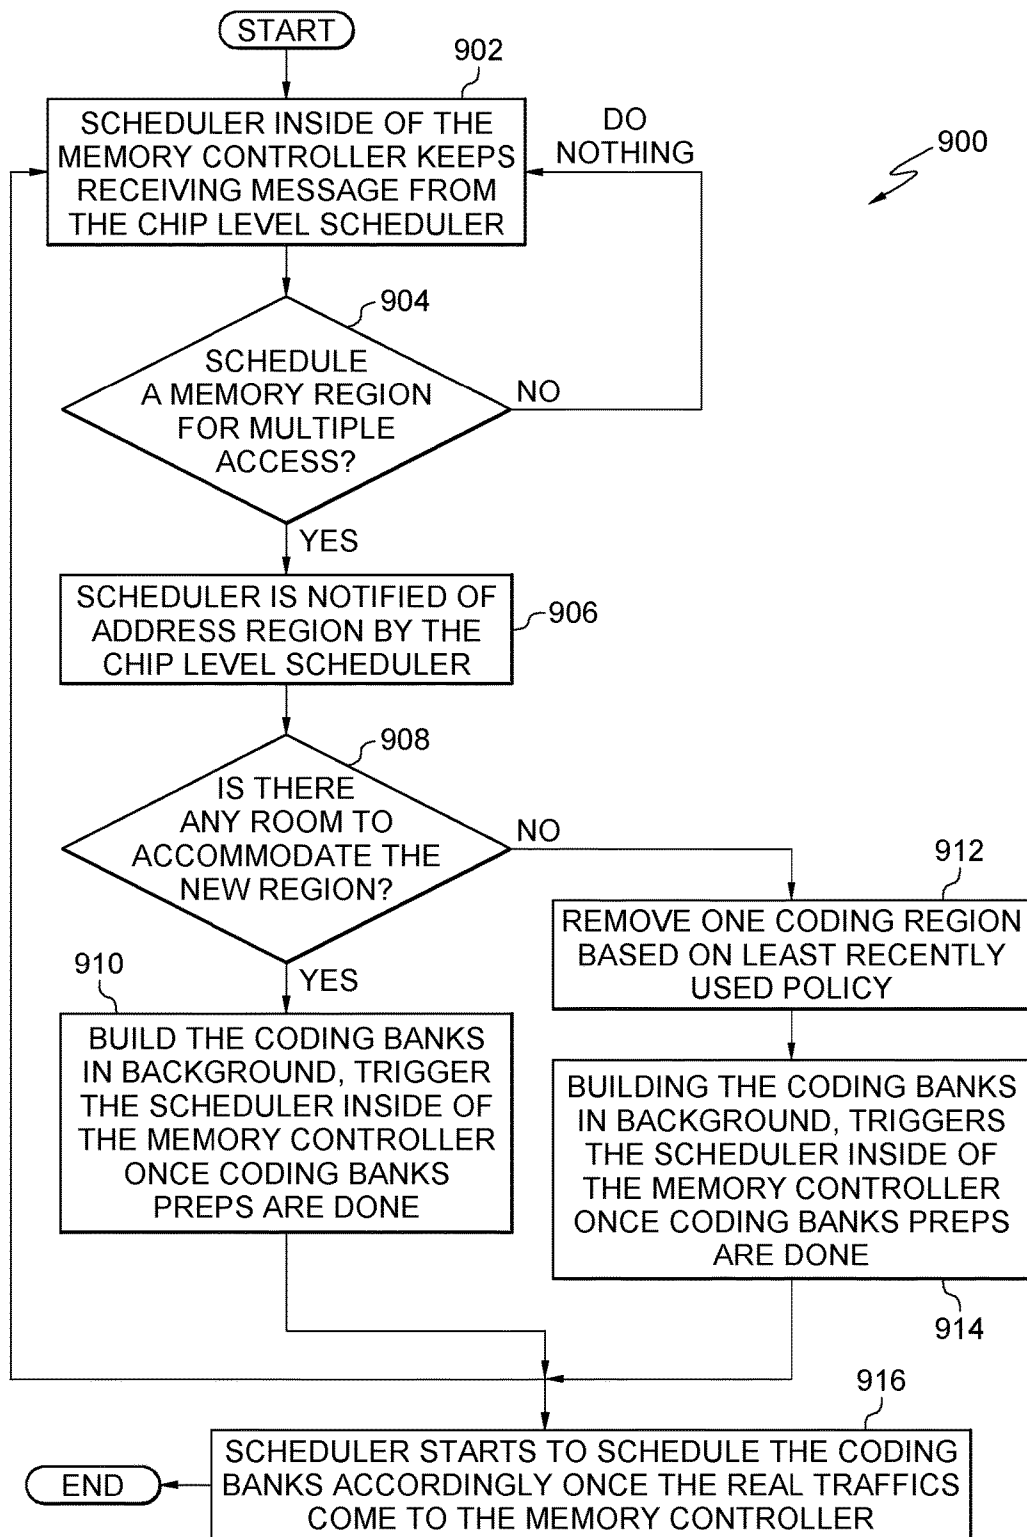 START
902
SCHEDULER INSIDE OF THE
MEMORY CONTROLLER KEEPS
RECEIVING MESSAGE FROM
THE CHIP LEVEL SCHEDULER
DO
NOTHING
900
904
SCHEDULE
A MEMORY REGION
FOR MULTIPLE
ACCESS?
NO
YES
SCHEDULER IS NOTIFIED OF
ADDRESS REGION BY THE
CHIP LEVEL SCHEDULER
906
908
IS THERE
ANY ROOM TO
ACCOMMODATE THE
NEW REGION?
NO
YES
912
REMOVE ONE CODING REGION
BASED ON LEAST RECENTLY
USED POLICY
910
BUILD THE CODING BANKS
IN BACKGROUND, TRIGGER
THE SCHEDULER INSIDE OF
THE MEMORY CONTROLLER
ONCE CODING BANKS
PREPS ARE DONE
BUILDING THE CODING BANKS
IN BACKGROUND, TRIGGERS
THE SCHEDULER INSIDE OF
THE MEMORY CONTROLLER
ONCE CODING BANKS PREPS
ARE DONE
914
916
SCHEDULER STARTS TO SCHEDULE THE CODING
BANKS ACCORDINGLY ONCE THE REAL TRAFFICS
COME TO THE MEMORY CONTROLLER
END